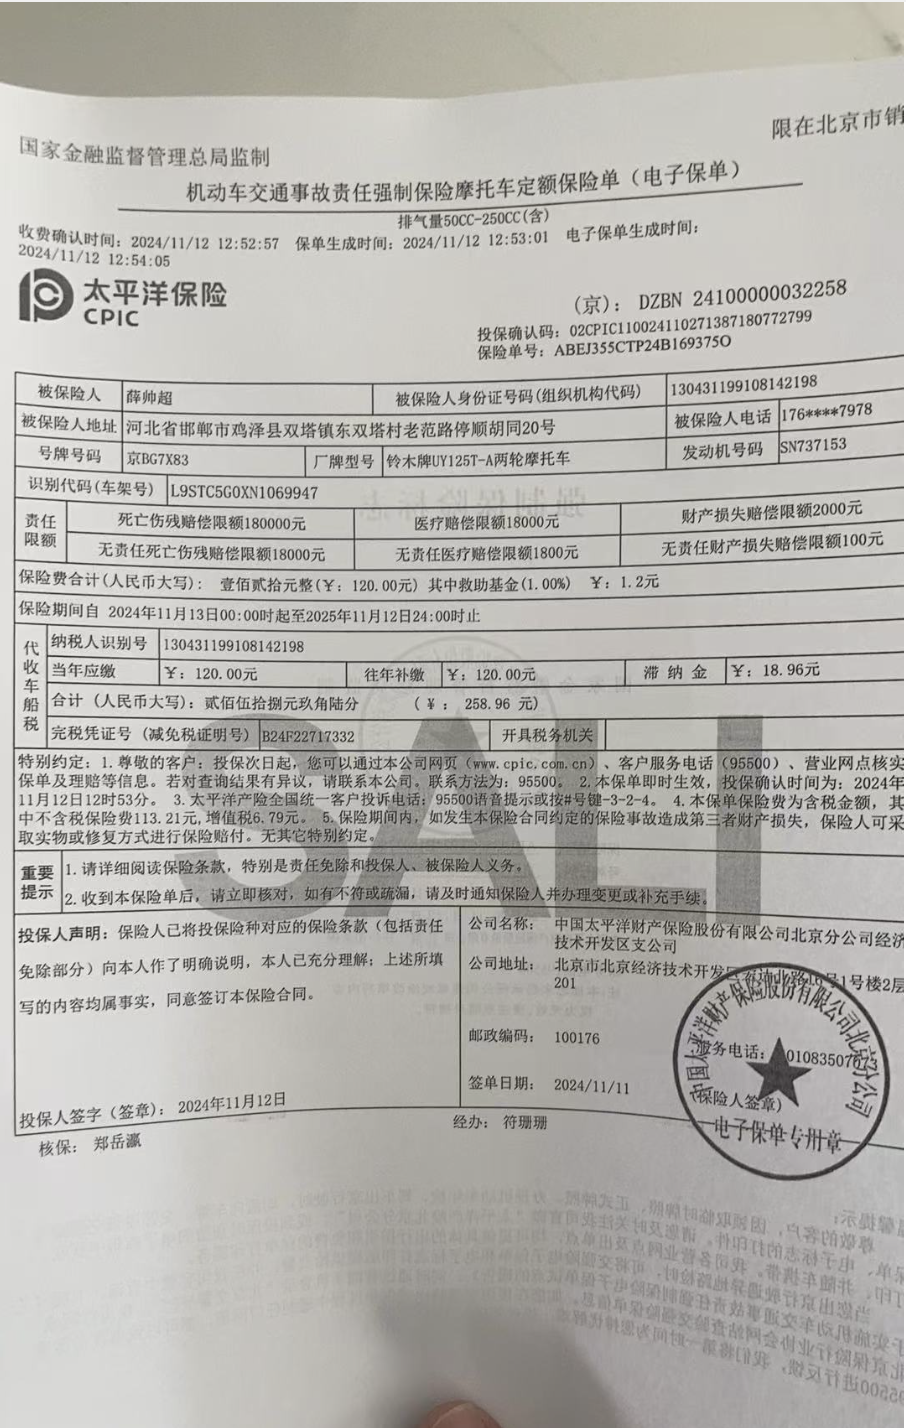 限在北京市销
国家金融监督管理总局监制
机动车交通事故责任强制保险摩托车定额保险单（电子保单）
排气量50CC-250CC(含)
收费确认时间：2024/11/12 12:52:57 保单生成时间：2024/11/12 12:53:01 电子保单生成时间：
2024/11/12 12:54:05
太平洋保险
CPIC
（京）： DZBN 24100000032258
投保确认码：02CPIC110024110271387180772799
保险单号：ABEJ355CTP24B169375O
被保险人 薛帅超 被保险人身份证号码(组织机构代码) 130431199108142198
被保险人地址 河北省邯郸市鸡泽县双塔镇东双塔村老范路停顺胡同20号 被保险人电话 176****7978
号牌号码 京BG7X83 厂牌型号 铃木牌UY125T-A两轮摩托车 发动机号码 SN737153
识别代码(车架号) L9STC5G0XN1069947
责任限额 死亡伤残赔偿限额180000元 医疗赔偿限额18000元 财产损失赔偿限额2000元
无责任死亡伤残赔偿限额18000元 无责任医疗赔偿限额1800元 无责任财产损失赔偿限额100元
保险费合计(人民币大写)： 壹佰贰拾元整(￥：120.00元) 其中救助基金(1.00%) ￥：1.2元
保险期间自 2024年11月13日00:00时起至2025年11月12日24:00时止
代收车船税 纳税人识别号 130431199108142198
当年应缴 ￥：120.00元 往年补缴 ￥：120.00元 滞纳金 ￥：18.96元
合计（人民币大写）：贰佰伍拾捌元玖角陆分 （￥： 258.96 元）
完税凭证号（减免税证明号） B24F22717332 开具税务机关
特别约定：1.尊敬的客户：投保次日起，您可以通过本公司网页（www.cpic.com.cn）、客户服务电话（95500）、营业网点核实
保单及理赔等信息。若对查询结果有异议，请联系本公司。联系方法为：95500。 2.本保单即时生效，投保确认时间为：2024年
11月12日12时53分。 3.太平洋产险全国统一客户投诉电话：95500语音提示或按#号键-3-2-4。 4.本保单保险费为含税金额，其
中不含税保险费113.21元，增值税6.79元。 5.保险期间内，如发生本保险合同约定的保险事故造成第三者财产损失，保险人可采
取实物或修复方式进行保险赔付。无其它特别约定。
SALI
重要提示 1.请详细阅读保险条款，特别是责任免除和投保人、被保险人义务。
2.收到本保险单后，请立即核对，如有不符或疏漏，请及时通知保险人并办理变更或补充手续。
投保人声明：保险人已将投保险种对应的保险条款（包括责任
免除部分）向本人作了明确说明，本人已充分理解；上述所填
写的内容均属事实，同意签订本保险合同。
投保人签字（签章）： 2024年11月12日
公司名称： 中国太平洋财产保险股份有限公司北京分公司经济
技术开发区支公司
公司地址： 北京市北京经济技术开发区 号1号楼2层
201
邮政编码： 100176
服务电话：
签单日期： 2024/11/11
（保险人签章）
中国太平洋财产保险股份有限公司北京分公司
电子保单专用章
核保： 郑岳瀛
经办： 符珊珊